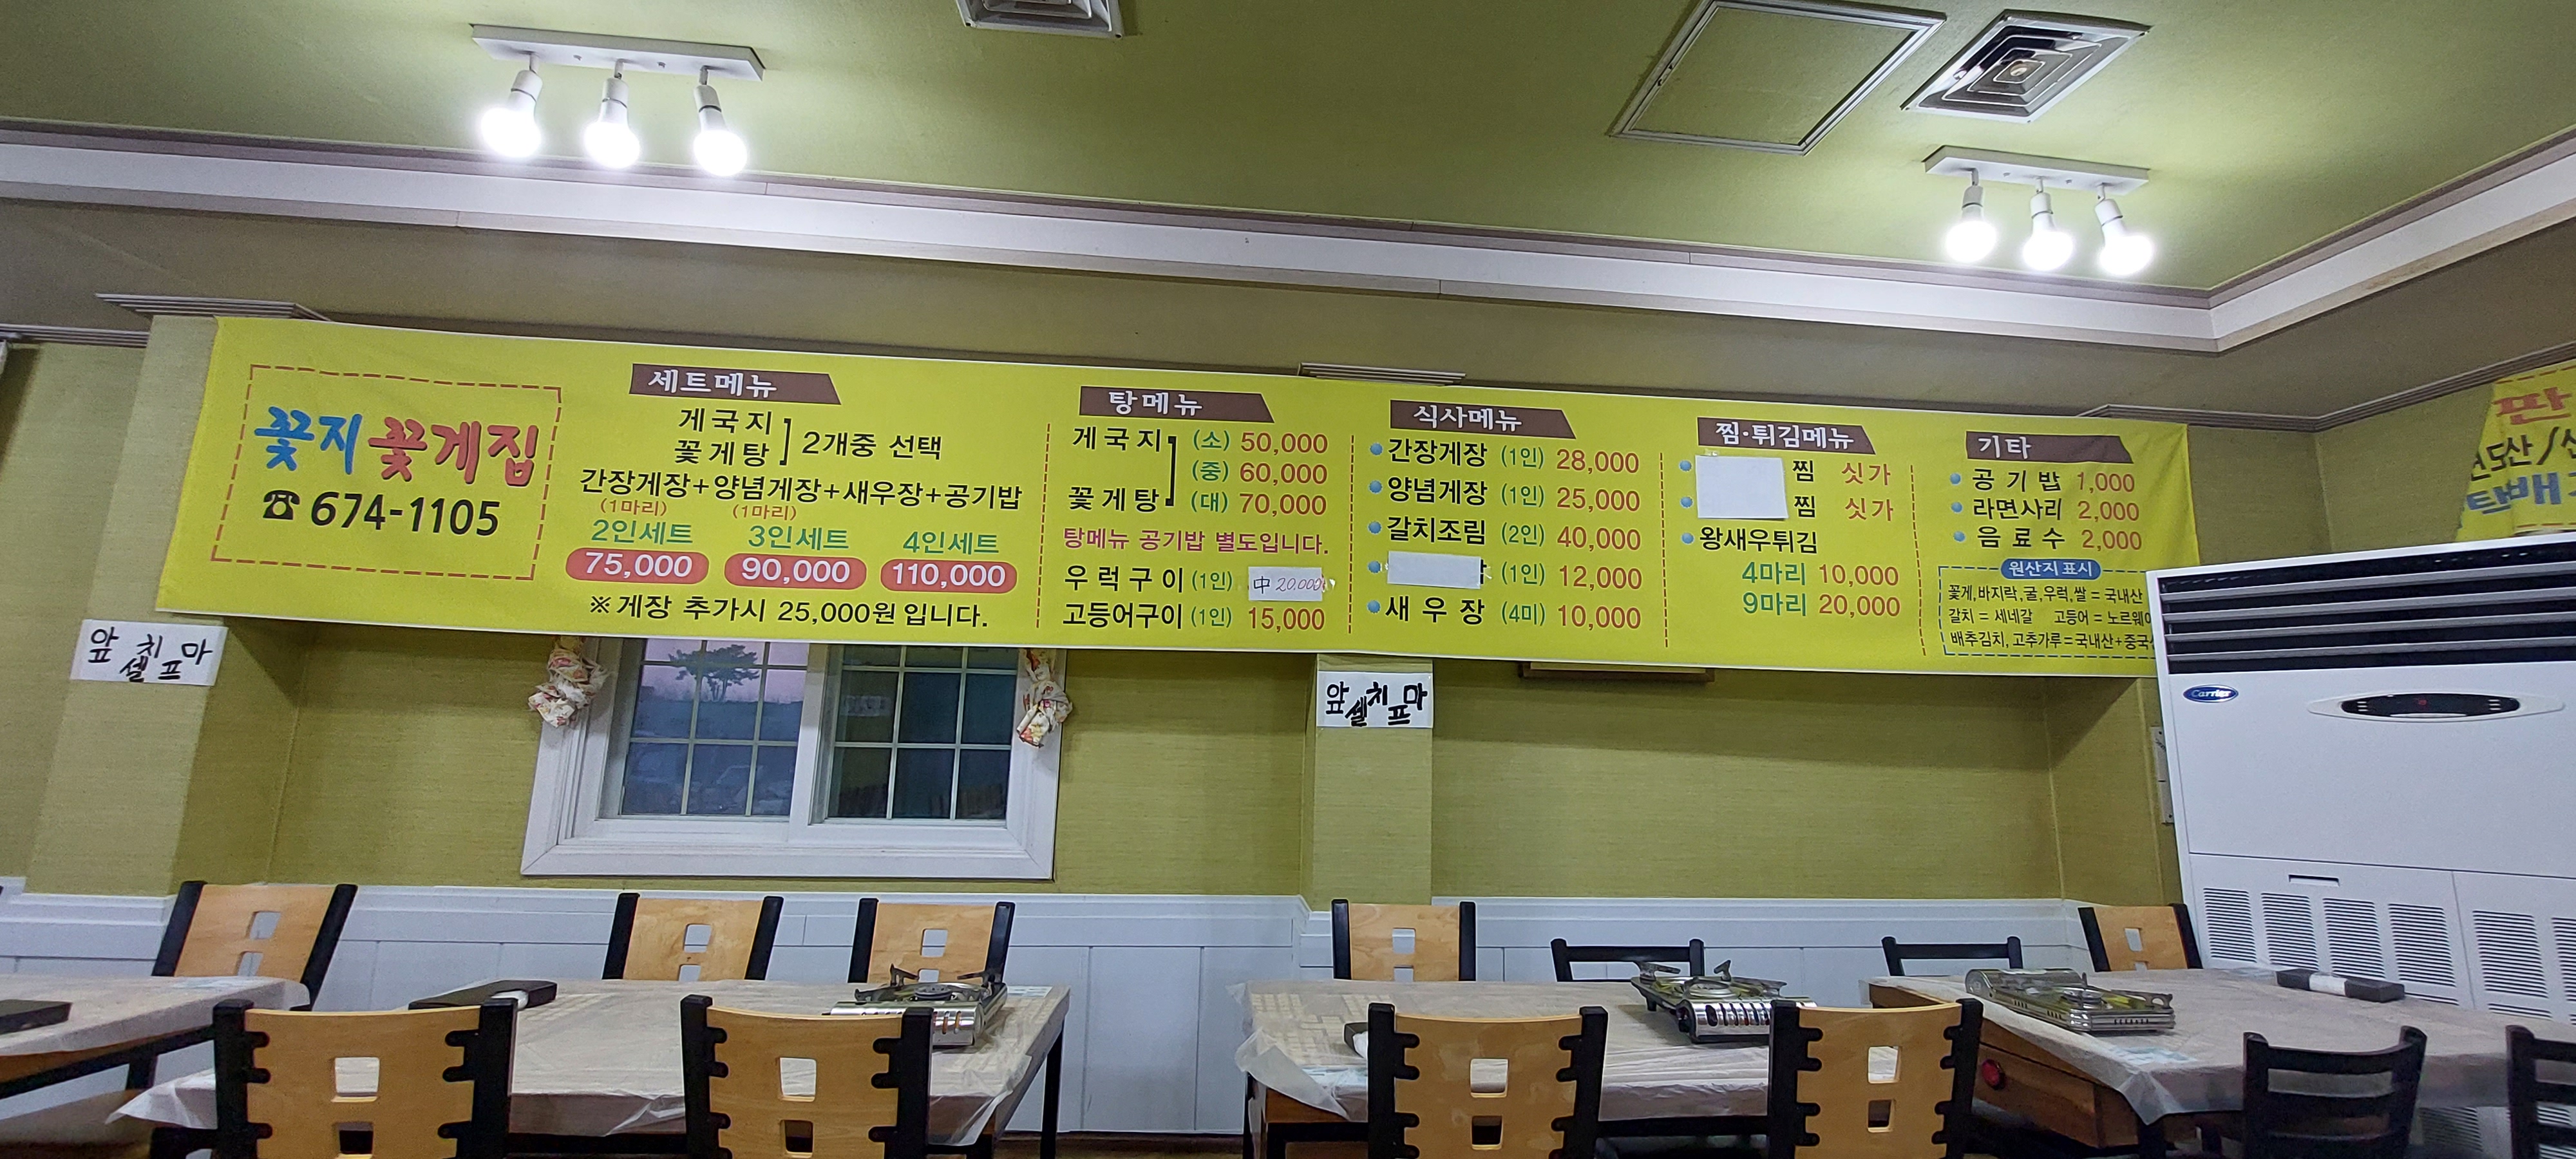 꽃지 꽃게집
☎ 674-1105
세트메뉴
게국지
꽃게탕
2개중 선택
간장게장+양념게장+새우장+공기밥
(1마리) (1마리)
2인세트 3인세트 4인세트
75,000 90,000 110,000
※게장 추가시 25,000원입니다.
탕메뉴
게국지 (소) 50,000
(중) 60,000
꽃게탕 (대) 70,000
탕메뉴 공기밥 별도입니다.
우럭구이 (1인) 中 20,000
고등어구이 (1인) 15,000
식사메뉴
간장게장 (1인) 28,000
양념게장 (1인) 25,000
갈치조림 (2인) 40,000
(1인) 12,000
새우장 (4미) 10,000
찜·튀김메뉴
찜 싯가
찜 싯가
왕새우튀김
4마리 10,000
9마리 20,000
기타
공기밥 1,000
라면사리 2,000
음료수 2,000
원산지표시
꽃게,바지락,굴,우럭,쌀 = 국내산
갈치 = 세네갈 고등어 = 노르웨이
배추김치, 고추가루=국내산+중국산
앞치마
셀프
앞치마
셀프
Carrier